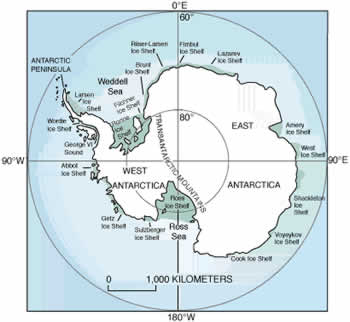 0°E
60°
Riiser-Larsen
Ice Shelf
Fimbul
Ice Shelf
Lazarev
Ice Shelf
ANTARCTIC
PENINSULA
Weddell
Sea
Brunt
Ice Shelf
Larsen
Ice
Shelf
Filchner
Ice Shelf
Ronne
Ice
Shelf
80°
Wordie
Ice Shelf
George VI
Sound
EAST
Amery
Ice Shelf
West
Ice Shelf
90°W
90°E
Abbot
Ice
Shelf
WEST
ANTARCTICA
TRANSANTARCTIC MOUNTAINS
ANTARCTICA
Shackleton
Ice Shelf
Ross
Ice Shelf
Getz
Ice Shelf
Sulzberger
Ice Shelf
Ross
Sea
Voyeykov
Ice Shelf
Cook Ice Shelf
0
1,000 KILOMETERS
180°W